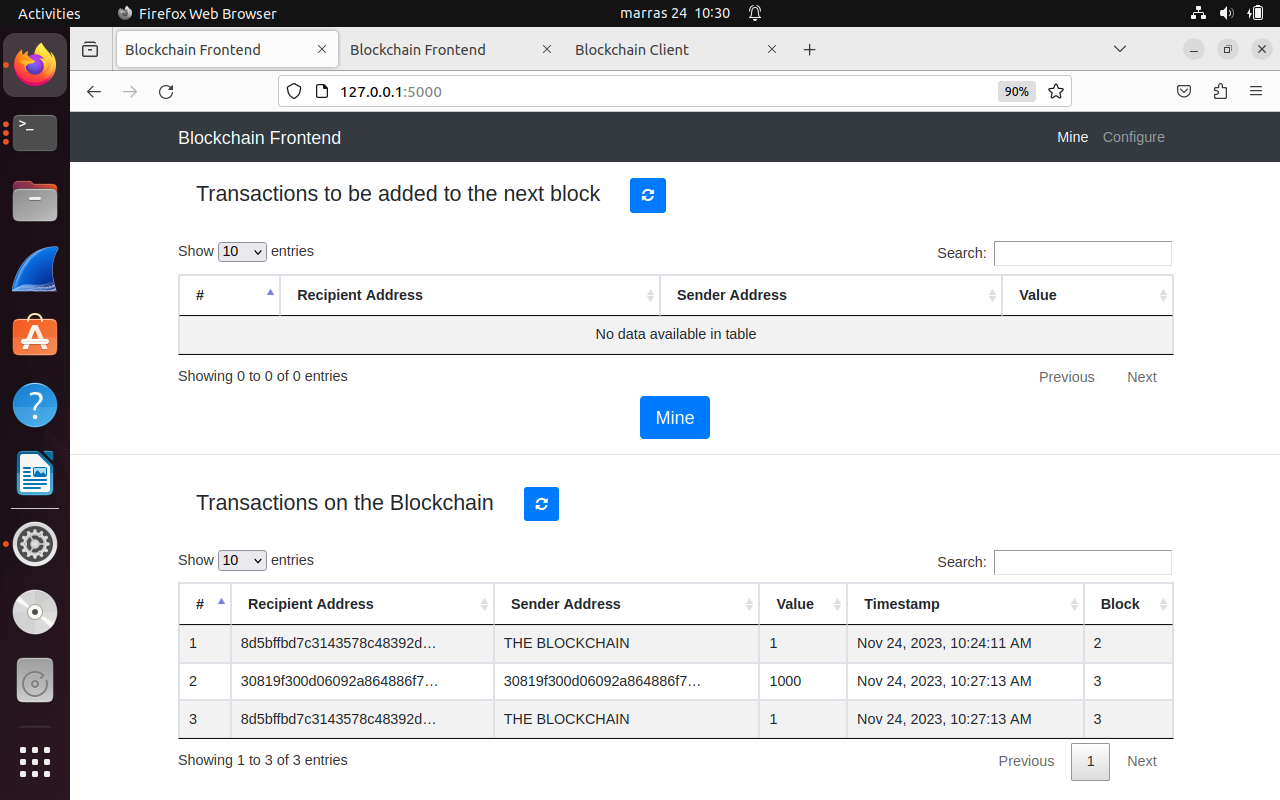 Activities Firefox Web Browser marras 24 10:30
Blockchain Frontend Blockchain Frontend Blockchain Client
127.0.0.1:5000 90%
Blockchain Frontend Mine Configure
Transactions to be added to the next block
Show 10 entries Search:
# Recipient Address Sender Address Value
No data available in table
Showing 0 to 0 of 0 entries Previous Next
Mine
Transactions on the Blockchain
Show 10 entries Search:
# Recipient Address Sender Address Value Timestamp Block
1 8d5bffbd7c3143578c48392d… THE BLOCKCHAIN 1 Nov 24, 2023, 10:24:11 AM 2
2 30819f300d06092a864886f7… 30819f300d06092a864886f7… 1000 Nov 24, 2023, 10:27:13 AM 3
3 8d5bffbd7c3143578c48392d… THE BLOCKCHAIN 1 Nov 24, 2023, 10:27:13 AM 3
Showing 1 to 3 of 3 entries Previous 1 Next